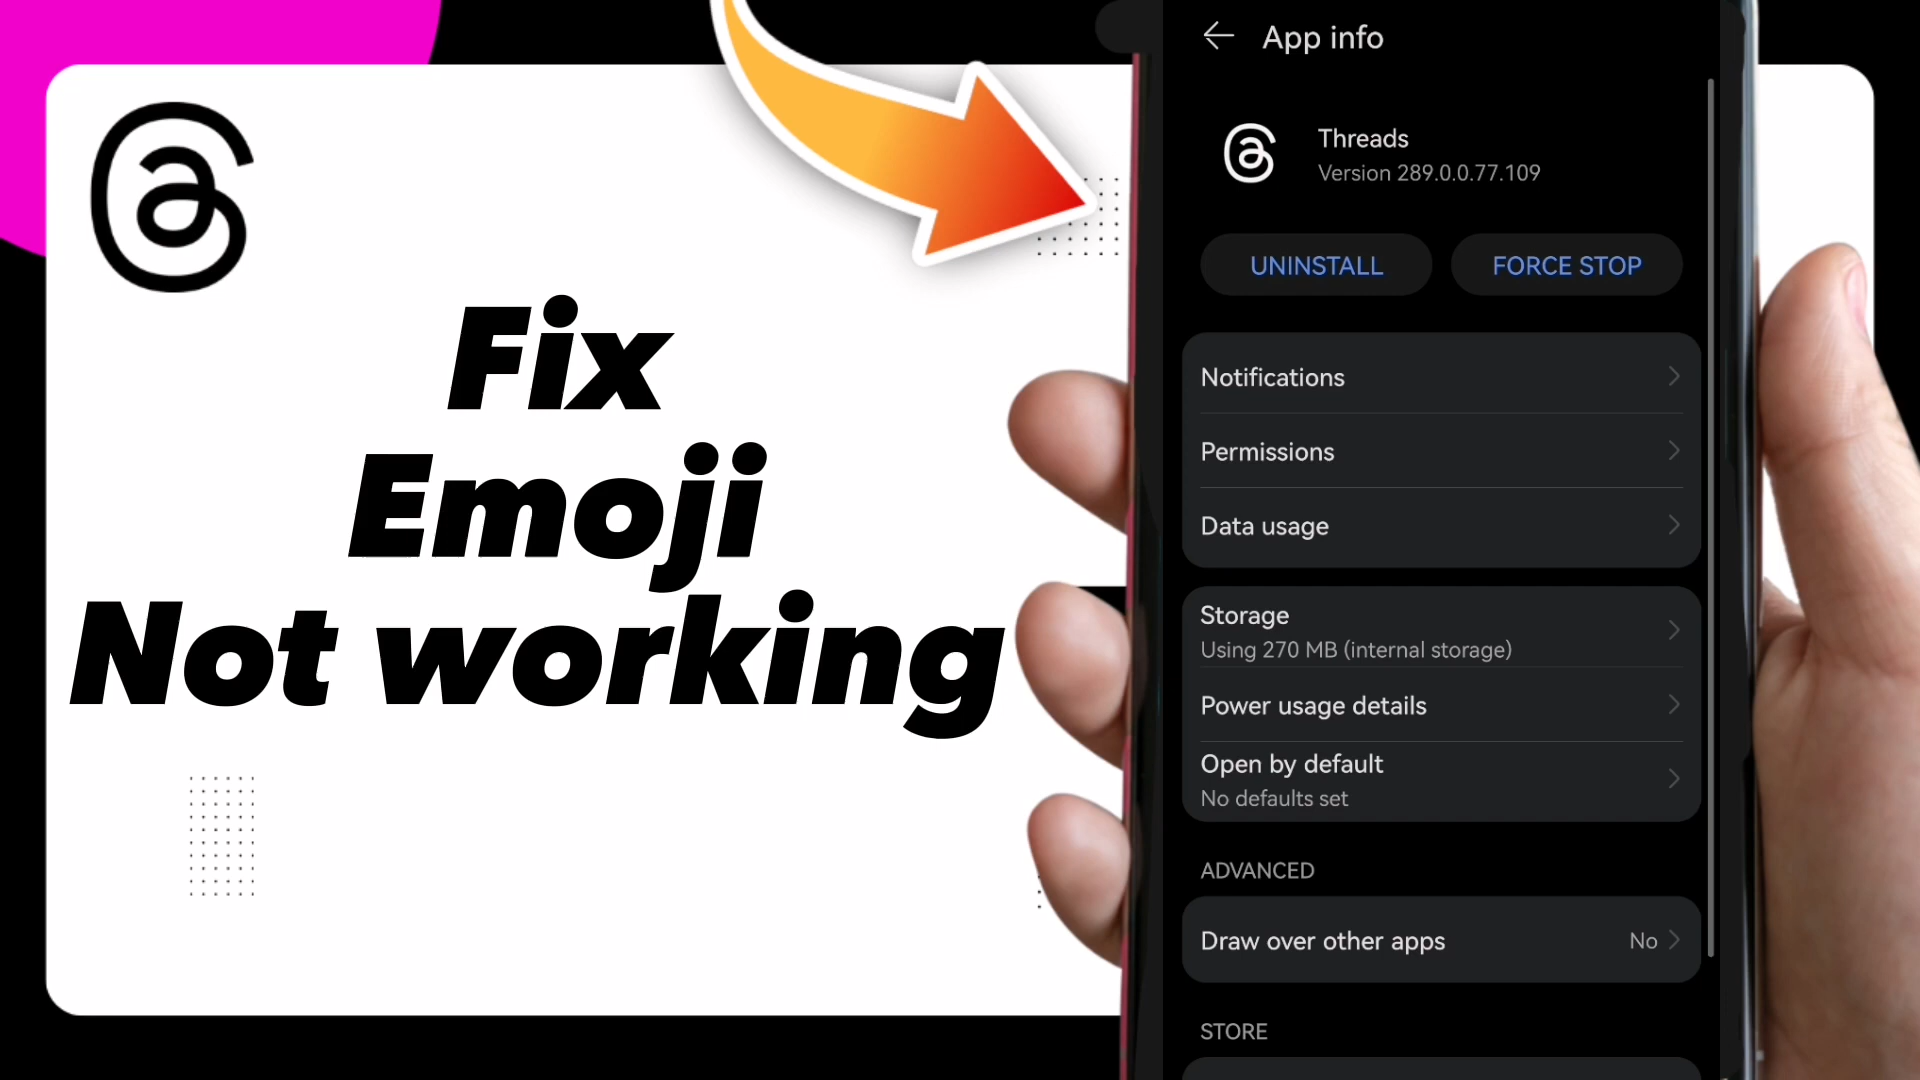 Fix
Emoji
Not working
App info
Threads
Version 289.0.0.77.109
UNINSTALL
FORCE STOP
Notifications
Permissions
Data usage
Storage
Using 270 MB (internal storage)
Power usage details
Open by default
No defaults set
ADVANCED
Draw over other apps
No
STORE